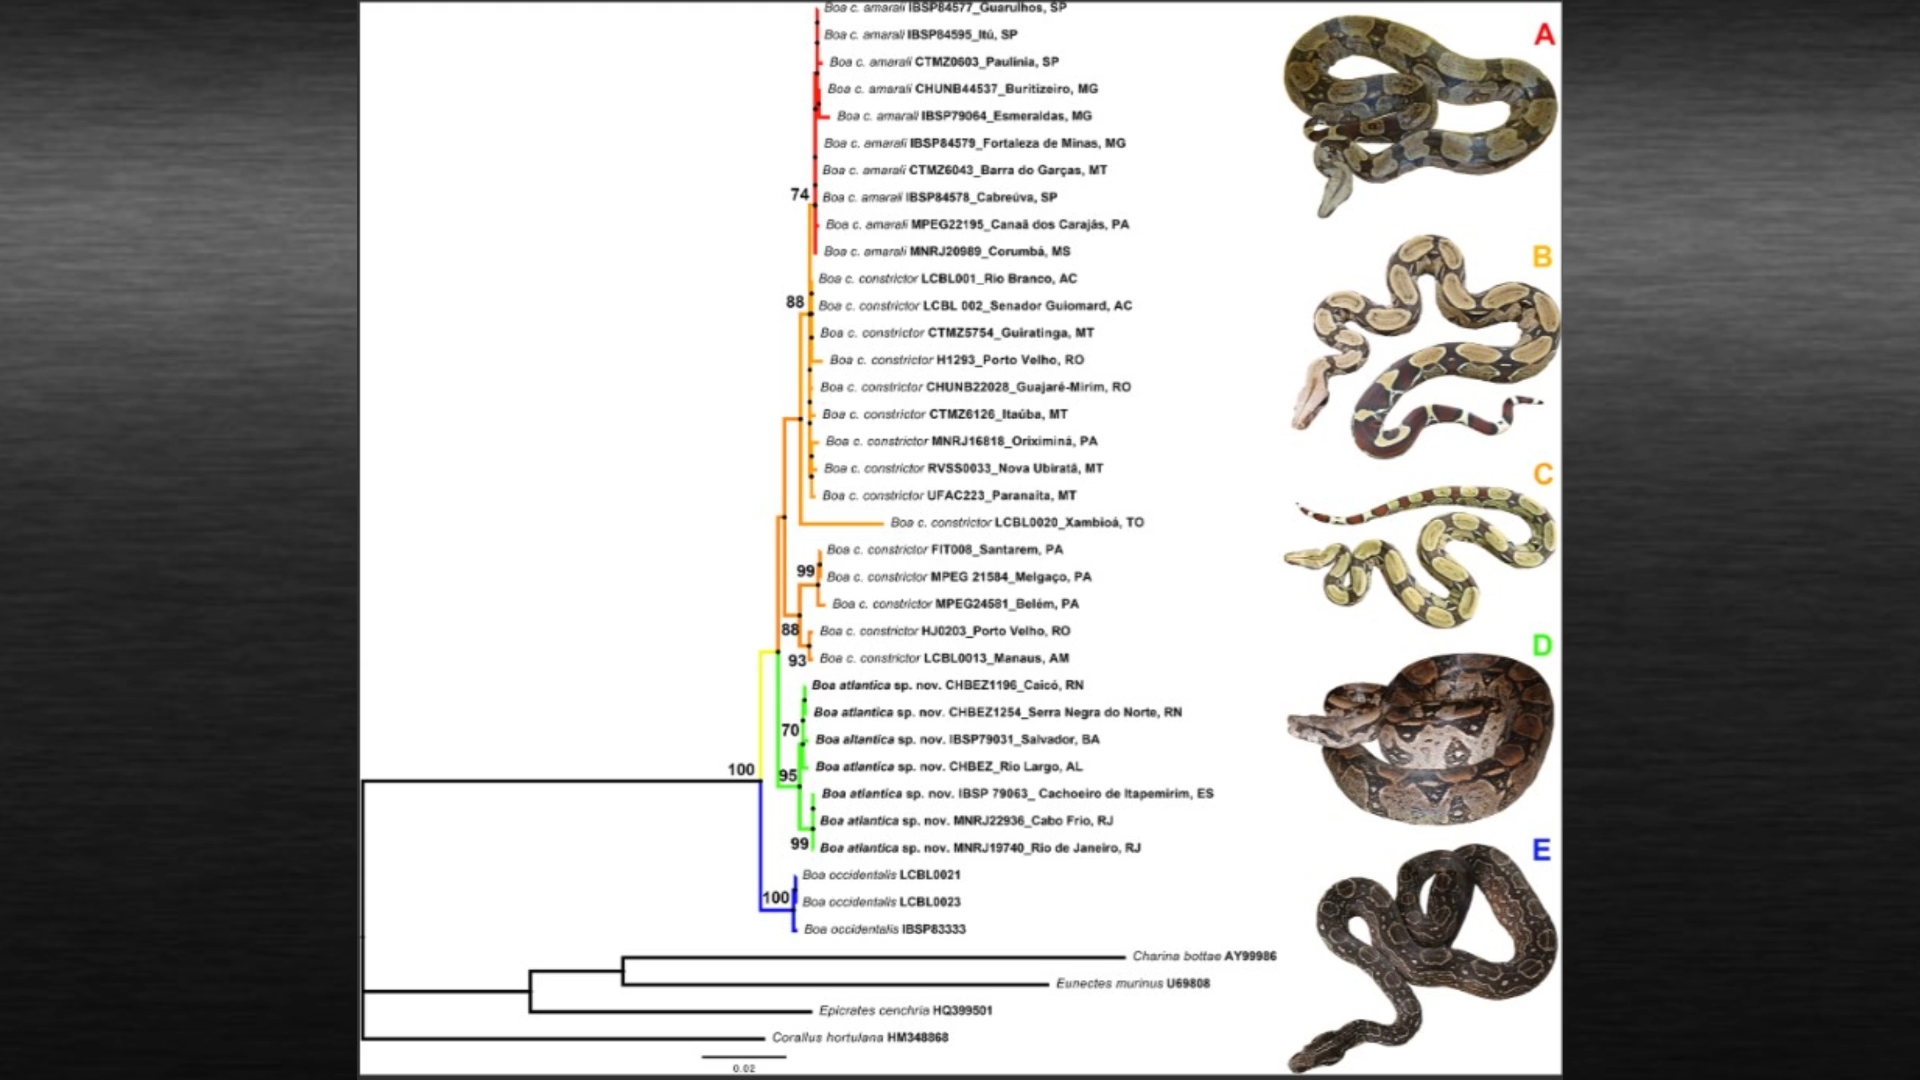 Boa c. amarali IBSP84577_Guarulhos, SP
A
Boa c. amarali IBSP84595_Itú, SP
Boa c. amarali CTMZ0603_Paulínia, SP
Boa c. amarali CHUNB44537_Buritizeiro, MG
Boa c. amarali IBSP79064_Esmeraldas, MG
Boa c. amarali IBSP84579_Fortaleza de Minas, MG
Boa c. amarali CTMZ6043_Barra do Garças, MT
74
Boa c. amarali IBSP84578_Cabreúva, SP
Boa c. amarali MPEG22195_Canaã dos Carajás, PA
Boa c. amarali MNRJ20989_Corumbá, MS
B
Boa c. constrictor LCBL001_Rio Branco, AC
88
Boa c. constrictor LCBL 002_Senador Guiomard, AC
Boa c. constrictor CTMZ5754_Guiratinga, MT
Boa c. constrictor H1293_Porto Velho, RO
Boa c. constrictor CHUNB22028_Guajaré-Mirim, RO
Boa c. constrictor CTMZ6126_Itaúba, MT
Boa c. constrictor MNRJ16818_Oriximiná, PA
Boa c. constrictor RVSS0033_Nova Ubiratã, MT
C
Boa c. constrictor UFAC223_Paranaíta, MT
Boa c. constrictor LCBL0020_Xambioá, TO
Boa c. constrictor FIT008_Santarem, PA
99
Boa c. constrictor MPEG 21584_Melgaço, PA
Boa c. constrictor MPEG24581_Belém, PA
88
Boa c. constrictor HJ0203_Porto Velho, RO
D
93
Boa c. constrictor LCBL0013_Manaus, AM
Boa atlantica sp. nov. CHBEZ1196_Caicó, RN
Boa atlantica sp. nov. CHBEZ1254_Serra Negra do Norte, RN
70
Boa altantica sp. nov. IBSP79031_Salvador, BA
100
95
Boa atlantica sp. nov. CHBEZ_Rio Largo, AL
Boa atlantica sp. nov. IBSP 79063_ Cachoeiro de Itapemirim, ES
Boa atlantica sp. nov. MNRJ22936_Cabo Frio, RJ
99
Boa atlantica sp. nov. MNRJ19740_Rio de Janeiro, RJ
E
Boa occidentalis LCBL0021
100
Boa occidentalis LCBL0023
Boa occidentalis IBSP83333
Charina bottae AY99986
Eunectes murinus U69808
Epicrates cenchria HQ399501
Corallus hortulana HM348868
0.02